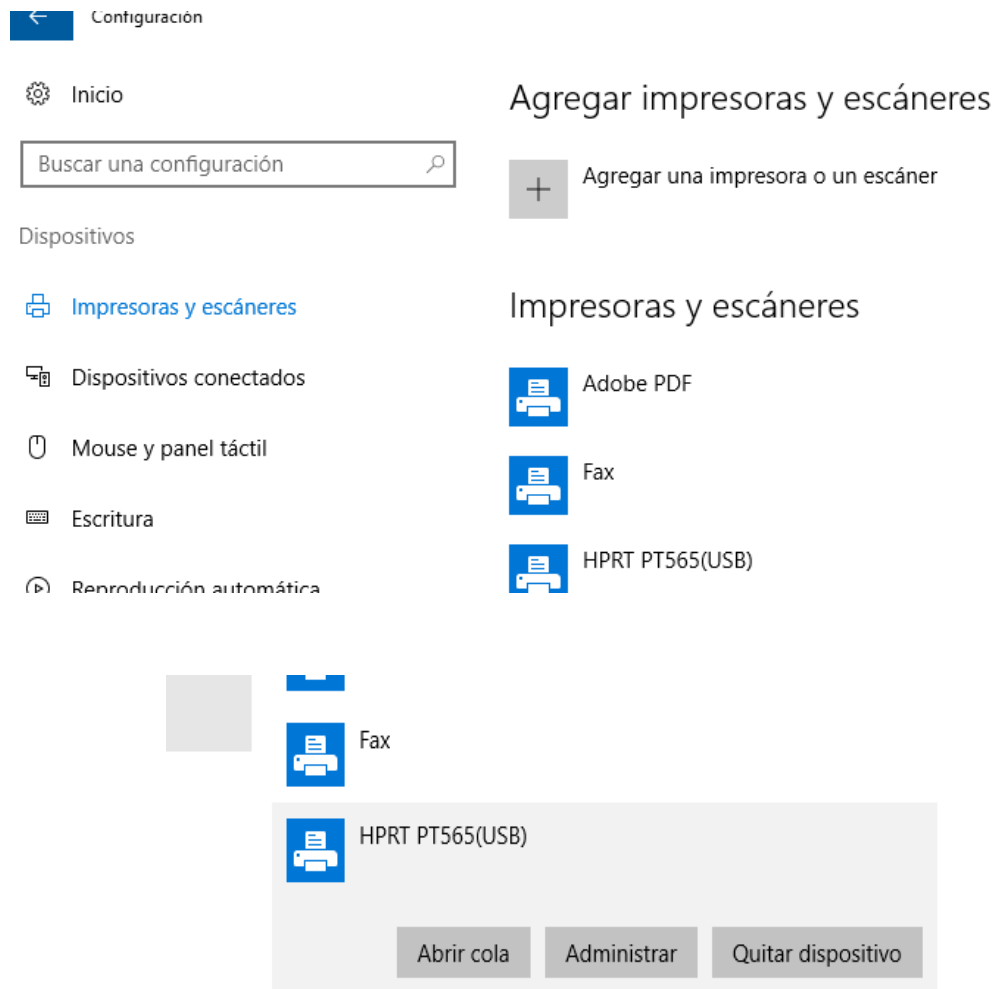 Configuración
Inicio
Buscar una configuración
Dispositivos
Impresoras y escáneres
Dispositivos conectados
Mouse y panel táctil
Escritura
Reproducción automática
Agregar impresoras y escáneres
Agregar una impresora o un escáner
Impresoras y escáneres
Adobe PDF
Fax
HPRT PT565(USB)
Fax
HPRT PT565(USB)
Abrir cola
Administrar
Quitar dispositivo